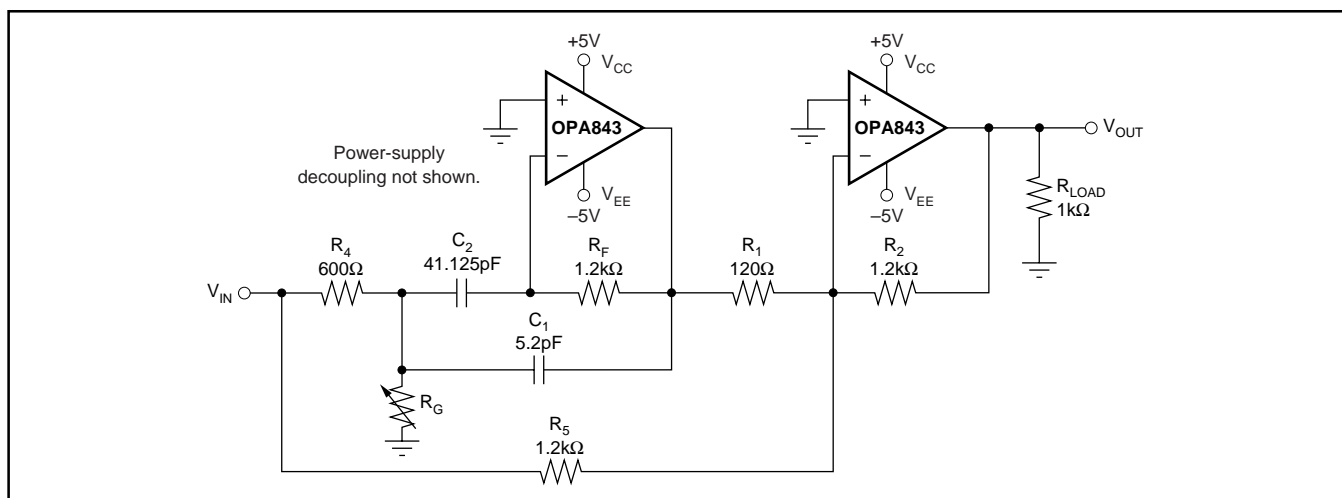 +5V
V_CC
+
OPA843
−
V_EE
−5V
+5V
V_CC
+
OPA843
−
V_EE
−5V
V_OUT
R_LOAD
1kΩ
Power-supply
decoupling not shown.
V_IN
R_4
600Ω
C_2
41.125pF
R_F
1.2kΩ
R_1
120Ω
R_2
1.2kΩ
C_1
5.2pF
R_G
R_5
1.2kΩ